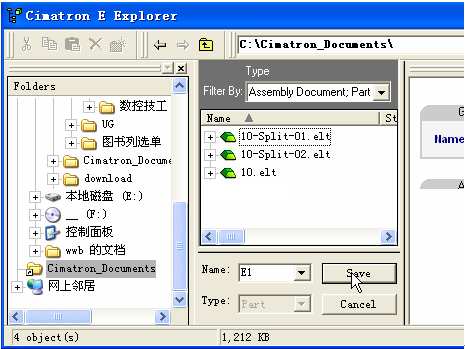 Cimatron E Explorer
C:\Cimatron_Documents\
Folders
数控技工
UG
图书列选单
Cimatron_Docume
download
本地磁盘 (E:)
__ (F:)
控制面板
wwb 的文档
Cimatron_Documents
网上邻居
Type
Filter By: Assembly Document; Part
Name St
10-Split-01.elt
10-Split-02.elt
10.elt
Name: E1 Save
Type: Part Cancel
G
Name
A
4 object(s) 1,212 KB